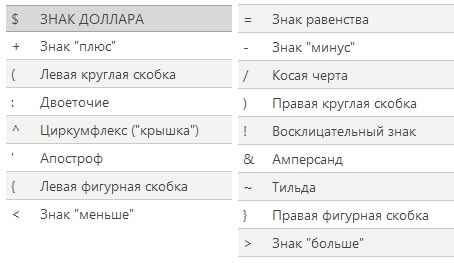 $ ЗНАК ДОЛЛАРА
+ Знак "плюс"
( Левая круглая скобка
: Двоеточие
^ Циркумфлекс ("крышка")
' Апостроф
{ Левая фигурная скобка
< Знак "меньше"
= Знак равенства
- Знак "минус"
/ Косая черта
) Правая круглая скобка
! Восклицательный знак
& Амперсанд
~ Тильда
} Правая фигурная скобка
> Знак "больше"